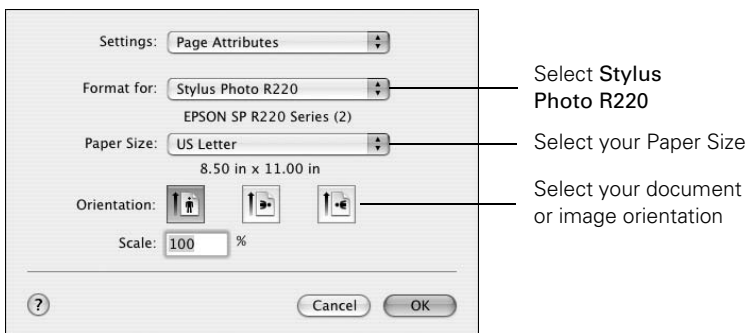 Settings: Page Attributes
Format for: Stylus Photo R220
EPSON SP R220 Series (2)
Paper Size: US Letter
8.50 in x 11.00 in
Orientation:
Scale: 100 %
? Cancel OK
Select Stylus
Photo R220
Select your Paper Size
Select your document
or image orientation